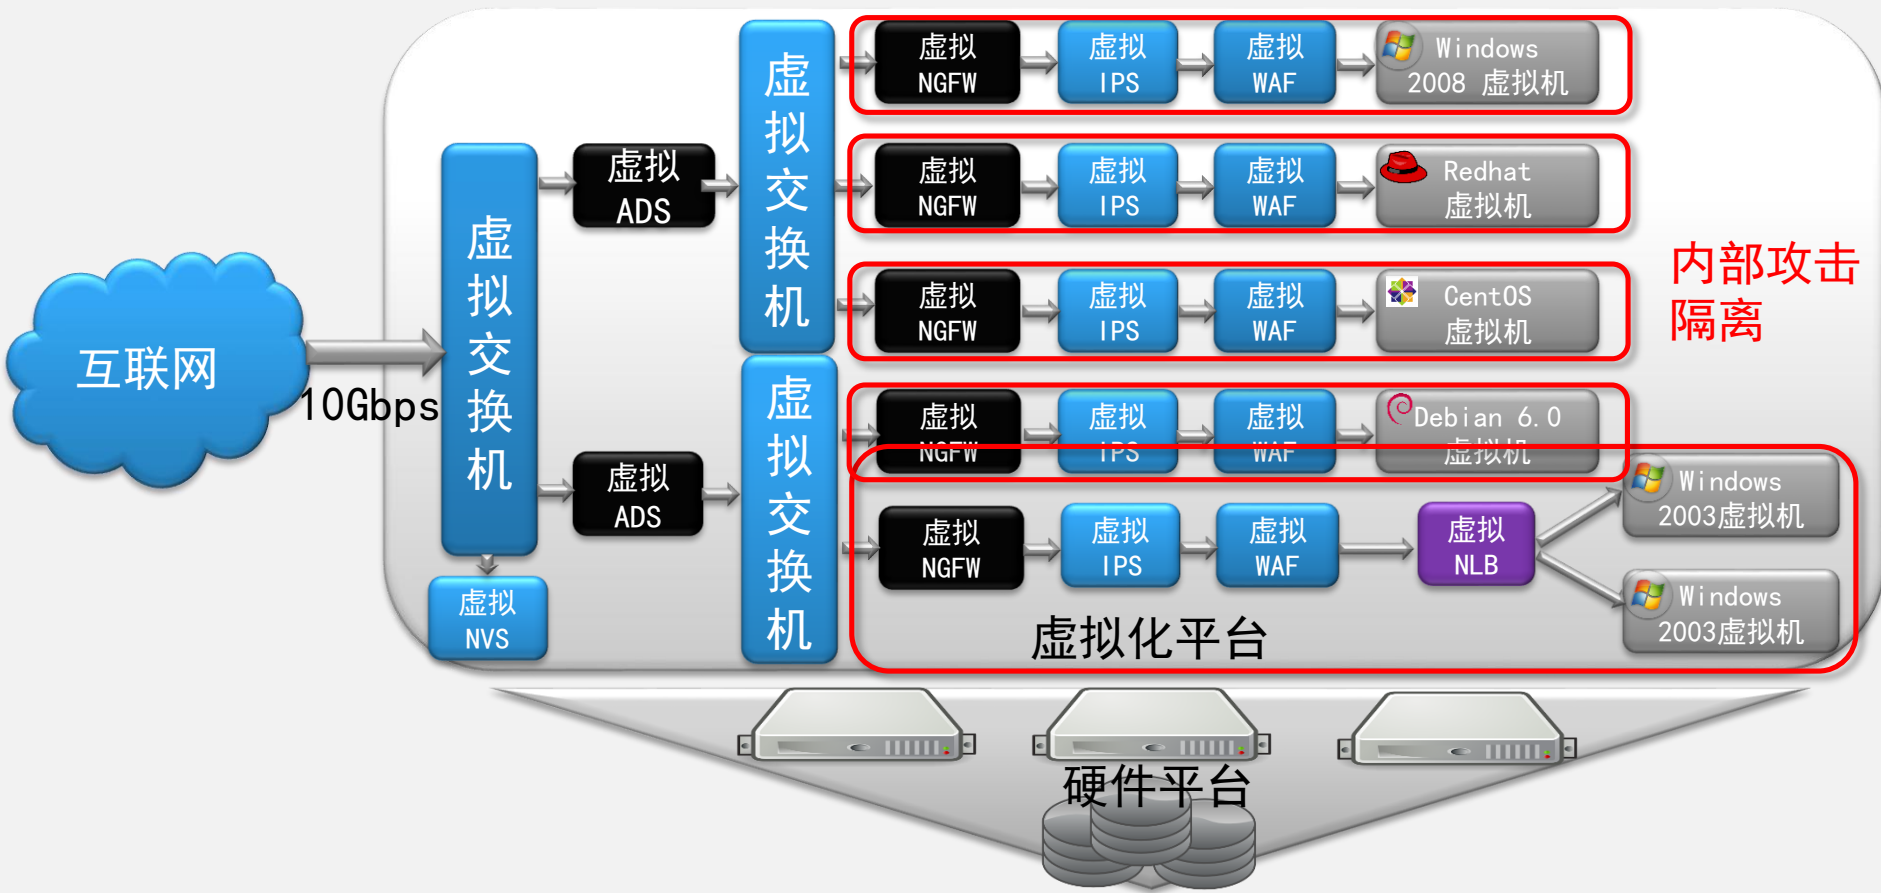 互联网
10Gbps
虚拟交换机
虚拟
NVS
虚拟
ADS
虚拟
ADS
虚拟交换机
虚拟交换机
虚拟
NGFW
虚拟
IPS
虚拟
WAF
Windows
2008 虚拟机
虚拟
NGFW
虚拟
IPS
虚拟
WAF
Redhat
虚拟机
虚拟
NGFW
虚拟
IPS
虚拟
WAF
CentOS
虚拟机
虚拟
NGFW
虚拟
IPS
虚拟
WAF
Debian 6.0
虚拟机
虚拟
NGFW
虚拟
IPS
虚拟
WAF
虚拟
NLB
Windows
2003虚拟机
Windows
2003虚拟机
内部攻击
隔离
虚拟化平台
硬件平台